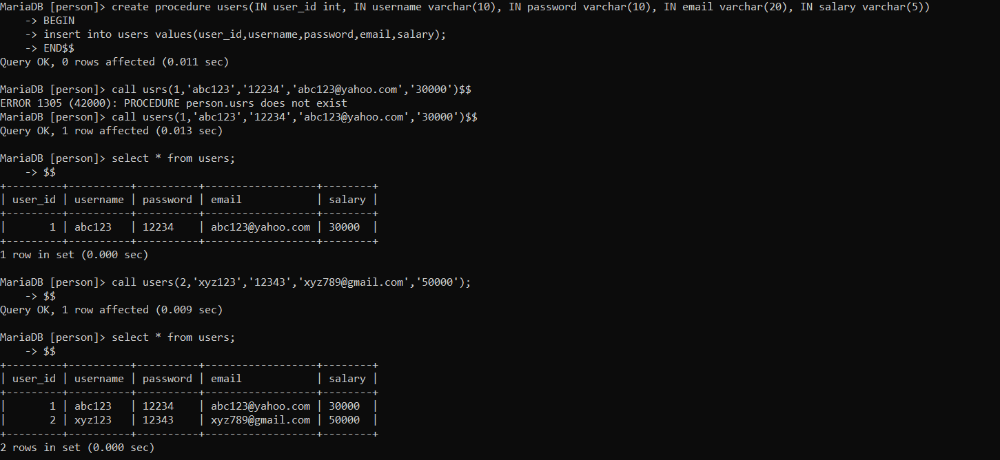 MariaDB [person]> create procedure users(IN user_id int, IN username varchar(10), IN password varchar(10), IN email varchar(20), IN salary varchar(5))
    -> BEGIN
    -> insert into users values(user_id,username,password,email,salary);
    -> END$$
Query OK, 0 rows affected (0.011 sec)

MariaDB [person]> call usrs(1,'abc123','12234','abc123@yahoo.com','30000')$$
ERROR 1305 (42000): PROCEDURE person.usrs does not exist
MariaDB [person]> call users(1,'abc123','12234','abc123@yahoo.com','30000')$$
Query OK, 1 row affected (0.013 sec)

MariaDB [person]> select * from users;
    -> $$
+---------+----------+----------+------------------+--------+
| user_id | username | password | email            | salary |
+---------+----------+----------+------------------+--------+
|       1 | abc123   | 12234    | abc123@yahoo.com | 30000  |
+---------+----------+----------+------------------+--------+
1 row in set (0.000 sec)

MariaDB [person]> call users(2,'xyz123','12343','xyz789@gmail.com','50000');
    -> $$
Query OK, 1 row affected (0.009 sec)

MariaDB [person]> select * from users;
    -> $$
+---------+----------+----------+------------------+--------+
| user_id | username | password | email            | salary |
+---------+----------+----------+------------------+--------+
|       1 | abc123   | 12234    | abc123@yahoo.com | 30000  |
|       2 | xyz123   | 12343    | xyz789@gmail.com | 50000  |
+---------+----------+----------+------------------+--------+
2 rows in set (0.000 sec)